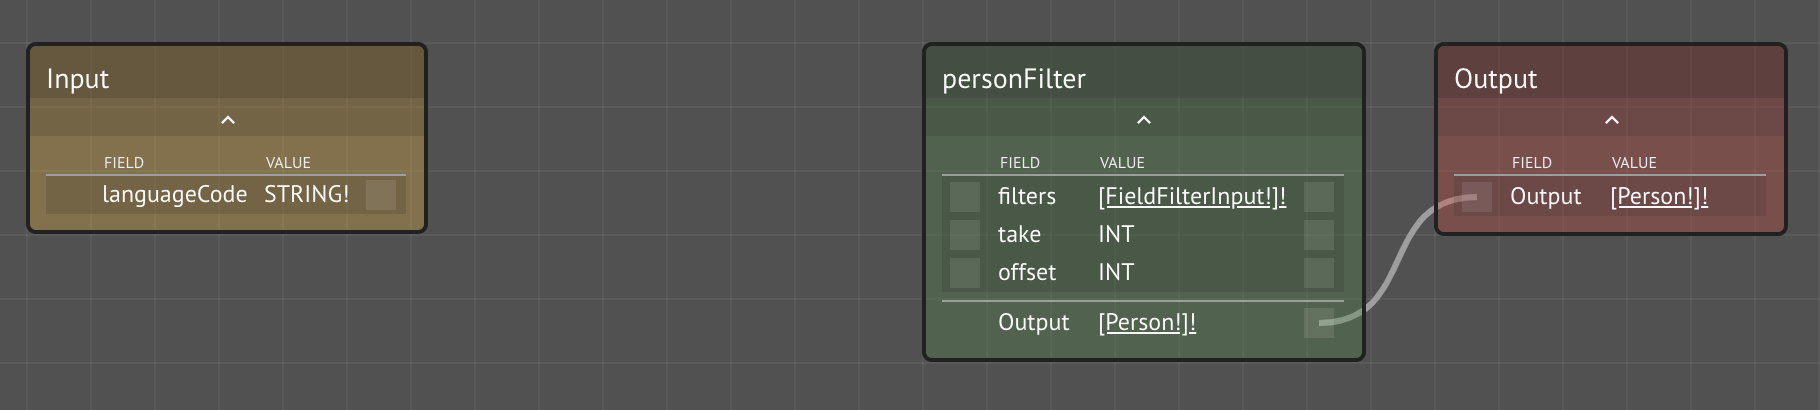 Input
FIELD VALUE
languageCode STRING!
personFilter
FIELD VALUE
filters [FieldFilterInput!]!
take INT
offset INT
Output [Person!]!
Output
FIELD VALUE
Output [Person!]!